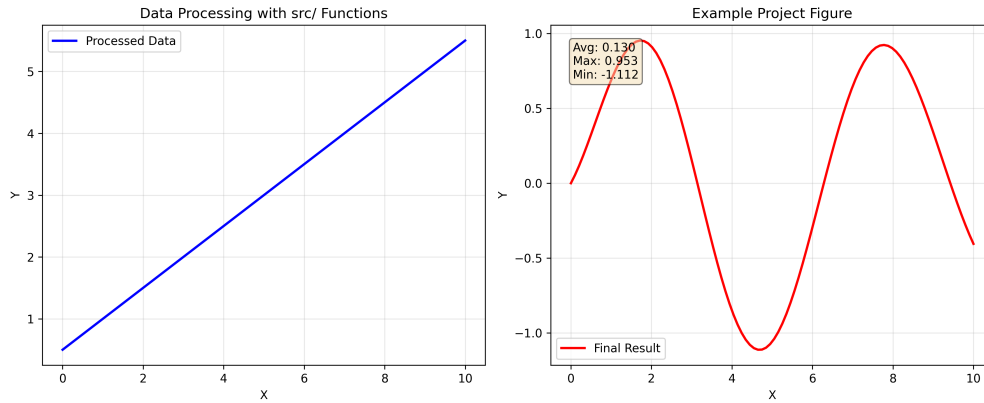 Data Processing with src/ Functions
Processed Data
5
4
3
2
1
Y
0 2 4 6 8 10
X
Example Project Figure
Avg: 0.130
Max: 0.953
Min: -1.112
1.0
0.5
0.0
−0.5
−1.0
Y
Final Result
0 2 4 6 8 10
X